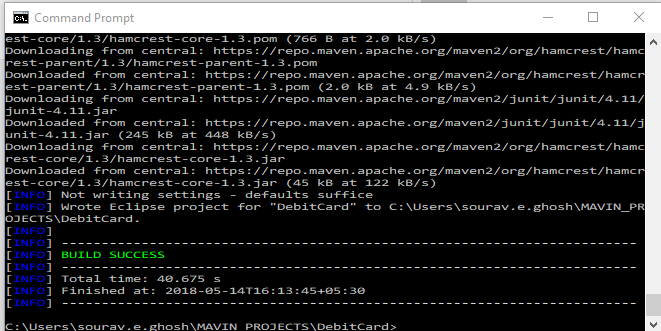 Command Prompt
est-core/1.3/hamcrest-core-1.3.pom (766 B at 2.0 kB/s)
Downloading from central: https://repo.maven.apache.org/maven2/org/hamcrest/hamc
rest-parent/1.3/hamcrest-parent-1.3.pom
Downloaded from central: https://repo.maven.apache.org/maven2/org/hamcrest/hamcr
est-parent/1.3/hamcrest-parent-1.3.pom (2.0 kB at 4.9 kB/s)
Downloading from central: https://repo.maven.apache.org/maven2/junit/junit/4.11/
junit-4.11.jar
Downloaded from central: https://repo.maven.apache.org/maven2/junit/junit/4.11/j
unit-4.11.jar (245 kB at 448 kB/s)
Downloading from central: https://repo.maven.apache.org/maven2/org/hamcrest/hamc
rest-core/1.3/hamcrest-core-1.3.jar
Downloaded from central: https://repo.maven.apache.org/maven2/org/hamcrest/hamcr
est-core/1.3/hamcrest-core-1.3.jar (45 kB at 122 kB/s)
[INFO] Not writing settings - defaults suffice
[INFO] Wrote Eclipse project for "DebitCard" to C:\Users\sourav.e.ghosh\MAVIN_PR
OJECTS\DebitCard.
[INFO]
[INFO] ------------------------------------------------------------------------
[INFO] BUILD SUCCESS
[INFO] ------------------------------------------------------------------------
[INFO] Total time: 40.675 s
[INFO] Finished at: 2018-05-14T16:13:45+05:30
[INFO] ------------------------------------------------------------------------
C:\Users\sourav.e.ghosh\MAVIN_PROJECTS\DebitCard>